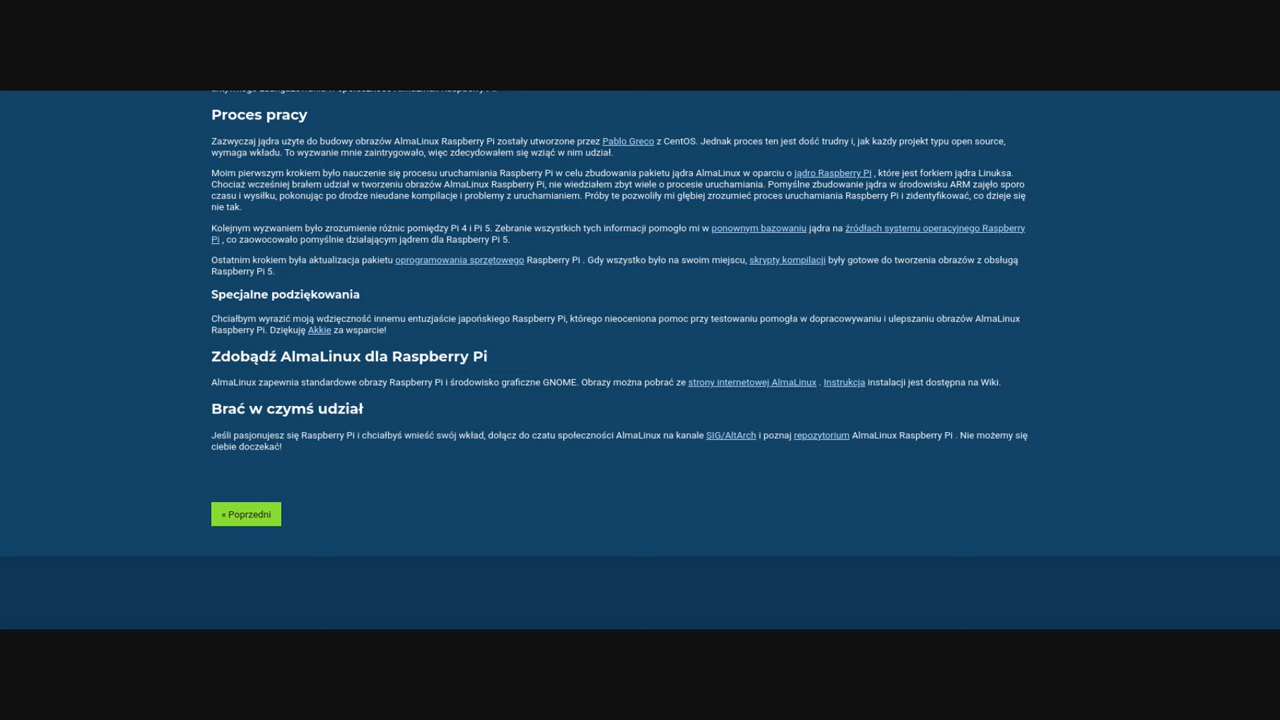 Proces pracy
Zazwyczaj jądra użyte do budowy obrazów AlmaLinux Raspberry Pi zostały utworzone przez Pablo Greco z CentOS. Jednak proces ten jest dość trudny i, jak każdy projekt typu open source,
wymaga wkładu. To wyzwanie mnie zaintrygowało, więc zdecydowałem się wziąć w nim udział.
Moim pierwszym krokiem było nauczenie się procesu uruchamiania Raspberry Pi w celu zbudowania pakietu jądra AlmaLinux w oparciu o jądro Raspberry Pi , które jest forkiem jądra Linuksa.
Chociaż wcześniej brałem udział w tworzeniu obrazów AlmaLinux Raspberry Pi, nie wiedziałem zbyt wiele o procesie uruchamiania. Pomyślne zbudowanie jądra w środowisku ARM zajęło sporo
czasu i wysiłku, pokonując po drodze nieudane kompilacje i problemy z uruchamianiem. Próby te pozwoliły mi głębiej zrozumieć proces uruchamiania Raspberry Pi i zidentyfikować, co dzieje się
nie tak.
Kolejnym wyzwaniem było zrozumienie różnic pomiędzy Pi 4 i Pi 5. Zebranie wszystkich tych informacji pomogło mi w ponownym bazowaniu jądra na źródłach systemu operacyjnego Raspberry
Pi , co zaowocowało pomyślnie działającym jądrem dla Raspberry Pi 5.
Ostatnim krokiem była aktualizacja pakietu oprogramowania sprzętowego Raspberry Pi . Gdy wszystko było na swoim miejscu, skrypty kompilacji były gotowe do tworzenia obrazów z obsługą
Raspberry Pi 5.
Specjalne podziękowania
Chciałbym wyrazić moją wdzięczność innemu entuzjaście japońskiego Raspberry Pi, którego nieoceniona pomoc przy testowaniu pomogła w dopracowywaniu i ulepszaniu obrazów AlmaLinux
Raspberry Pi. Dziękuję Akkie za wsparcie!
Zdobądź AlmaLinux dla Raspberry Pi
AlmaLinux zapewnia standardowe obrazy Raspberry Pi i środowisko graficzne GNOME. Obrazy można pobrać ze strony internetowej AlmaLinux . Instrukcja instalacji jest dostępna na Wiki.
Brać w czymś udział
Jeśli pasjonujesz się Raspberry Pi i chciałbyś wnieść swój wkład, dołącz do czatu społeczności AlmaLinux na kanale SIG/AltArch i poznaj repozytorium AlmaLinux Raspberry Pi . Nie możemy się
ciebie doczekać!
« Poprzedni